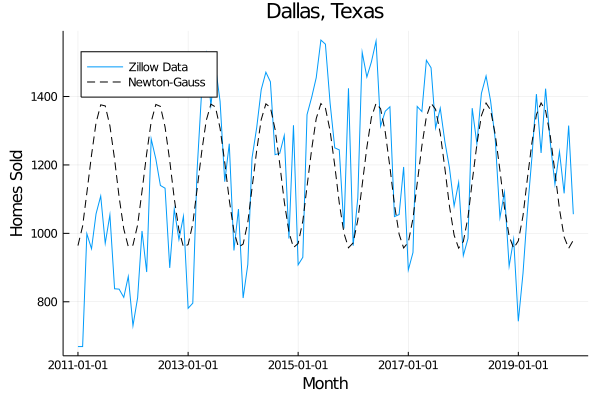 Dallas, Texas
Zillow Data
Newton-Gauss
1400
1200
1000
800
Homes Sold
2011-01-01 2013-01-01 2015-01-01 2017-01-01 2019-01-01
Month